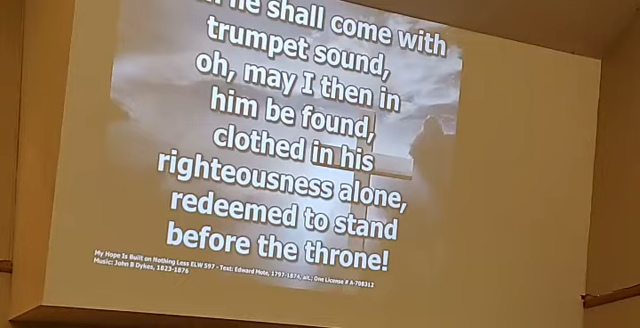 he shall come with
trumpet sound,
oh, may I then in
him be found,
clothed in his
righteousness alone,
redeemed to stand
before the throne!
My Hope Is Built on Nothing Less ELW 597 - Text: Edward Mote, 1797-1874, alt.; One License # A-708312
Music: John B Dykes, 1823-1876